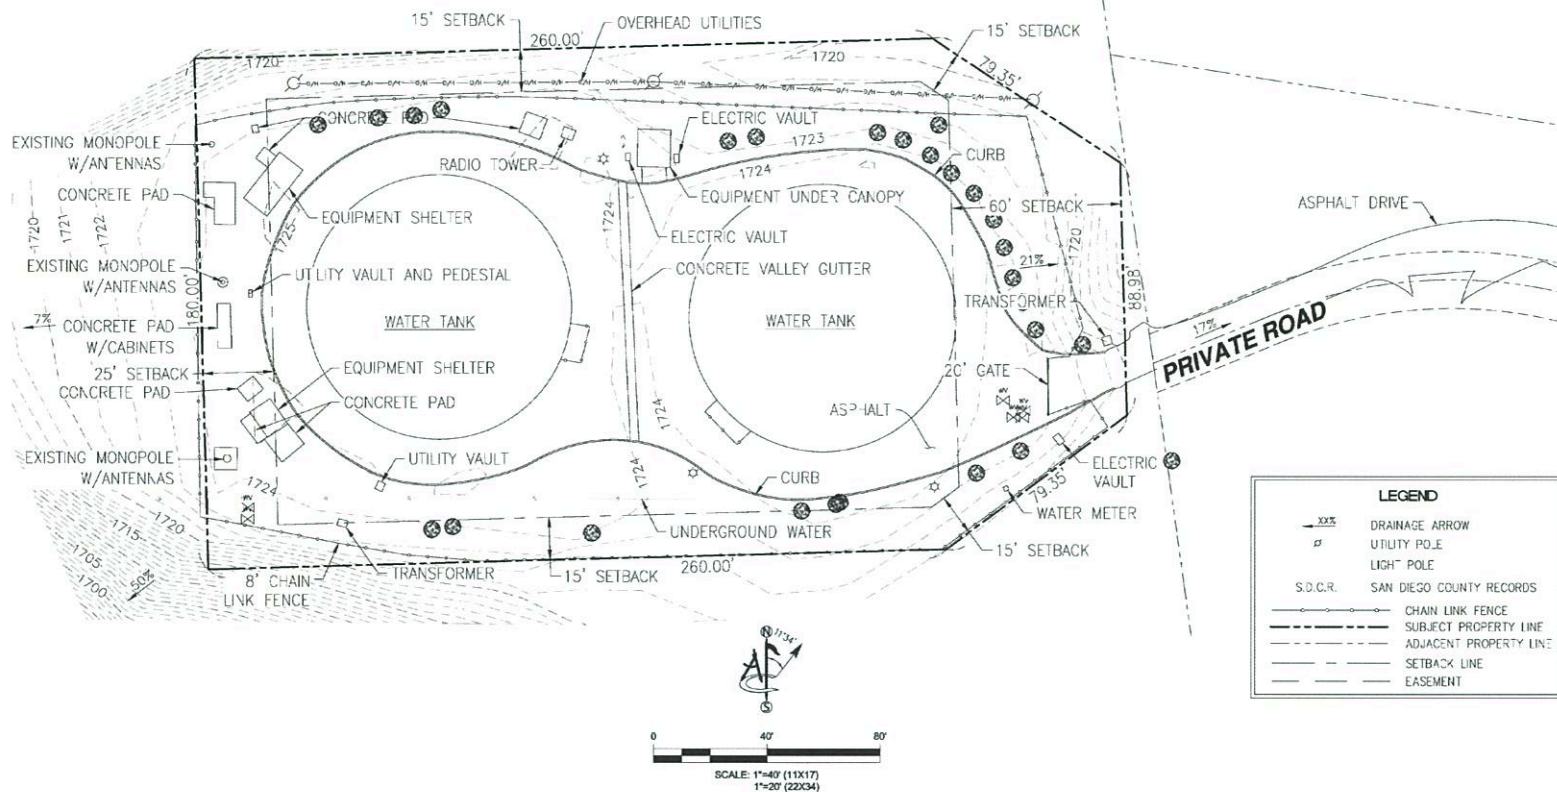 15' SETBACK
OVERHEAD UTILITIES
15' SETBACK
260.00'
1720
1720
79.35'
CONCRETE PAD
ELECTRIC VAULT
EXISTING MONOPOLE
W/ANTENNAS
RADIO TOWER
1723
CURB
1724
CONCRETE PAD
EQUIPMENT UNDER CANOPY
EQUIPMENT SHELTER
60' SETBACK
ASPHALT DRIVE
1720
1721
1722
1725
1724
ELECTRIC VAULT
1720
EXISTING MONOPOLE
W/ANTENNAS
UTILITY VAULT AND PEDESTAL
CONCRETE VALLEY GUTTER
21%
88.98'
180.00'
TRANSFORMER
7%
CONCRETE PAD
W/CABINETS
WATER TANK
WATER TANK
17%
PRIVATE ROAD
25' SETBACK
EQUIPMENT SHELTER
20' GATE
CONCRETE PAD
CONCRETE PAD
1724
ASPHALT
EXISTING MONOPOLE
W/ANTENNAS
UTILITY VAULT
ELECTRIC
VAULT
1724
1724
CURB
79.35'
WATER METER
1720
1715
1705
1700
50%
UNDERGROUND WATER
15' SETBACK
8' CHAIN
LINK FENCE
TRANSFORMER
15' SETBACK
260.00'
LEGEND
XX% DRAINAGE ARROW
UTILITY POLE
LIGHT POLE
S.D.C.R. SAN DIEGO COUNTY RECORDS
CHAIN LINK FENCE
SUBJECT PROPERTY LINE
ADJACENT PROPERTY LINE
SETBACK LINE
EASEMENT
N
11°34'
S
0 40' 80'
SCALE: 1"=40' (11X17)
1"=20' (22X34)